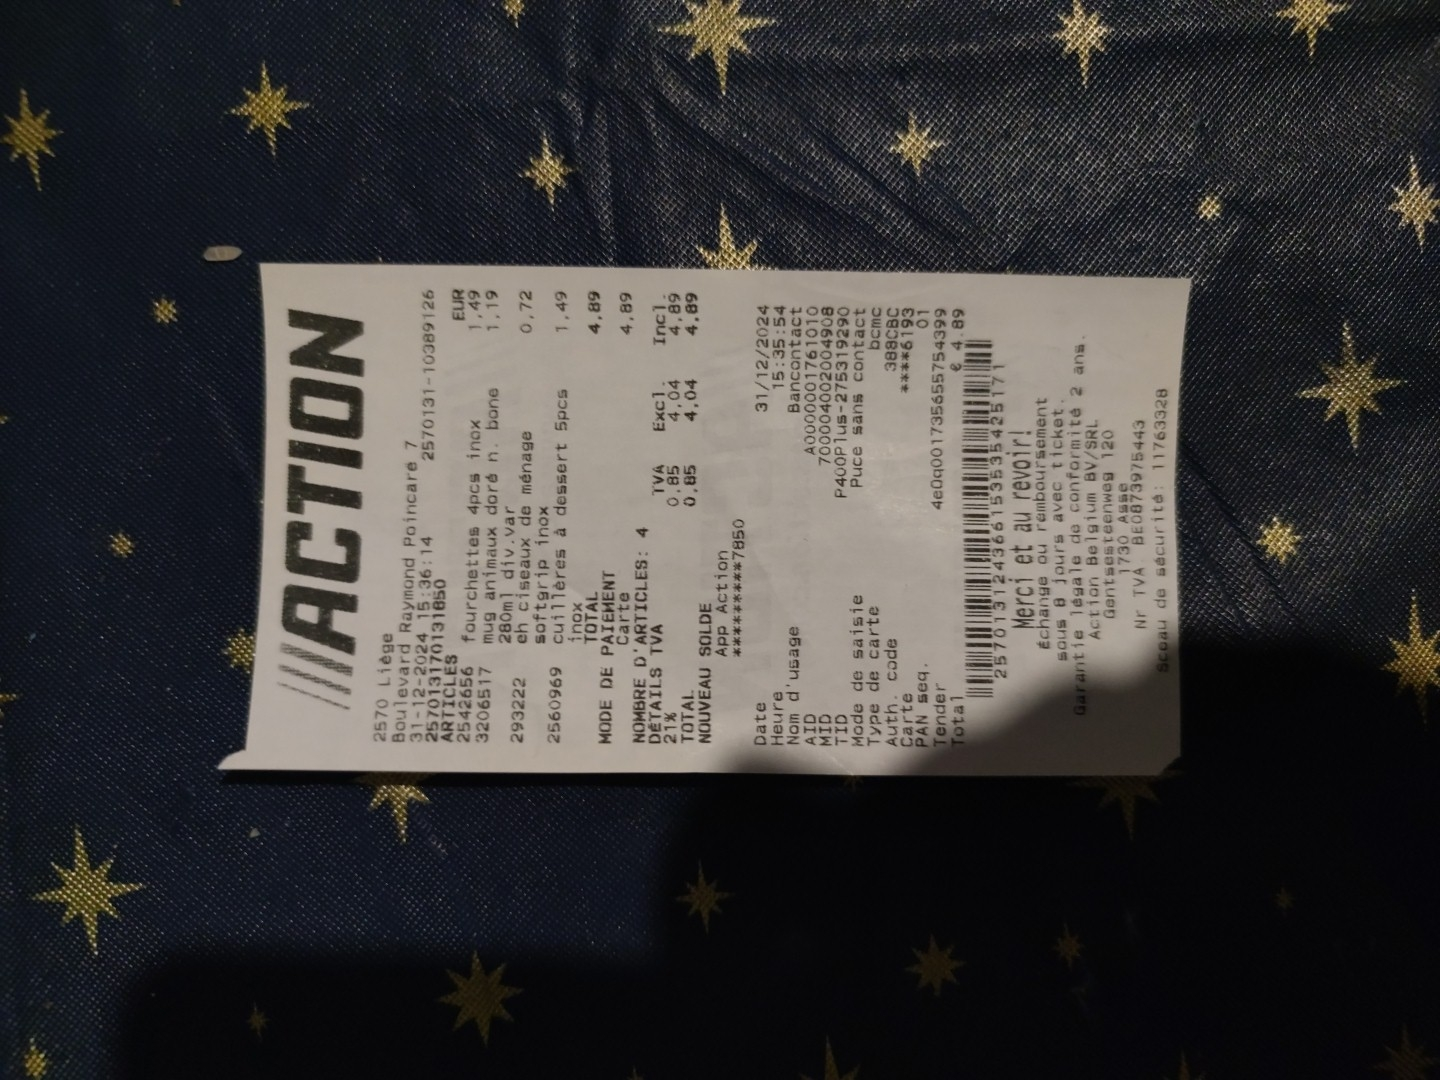 ///ACTION
2570 Liège
Boulevard Raymond Poincaré 7
31-12-2024 15:36:14 2570131-10389126
257013170131850
ARTICLES EUR
2542656 fourchettes 4pcs inox 1,49
3206517 mug animaux doré n. bone 1,19
280ml div.var
293222 eh ciseaux de ménage 0,72
softgrip inox
2560969 cuillères à dessert 5pcs 1,49
inox
TOTAL 4,89
MODE DE PAIEMENT
Carte 4,89
NOMBRE D'ARTICLES: 4
DÉTAILS TVA TVA Excl. Incl.
21% 0,85 4,04 4,89
TOTAL 0,85 4,04 4,89
NOUVEAU SOLDE
App Action
*********7850
Date 31/12/2024
Heure 15:35:54
Nom d'usage Bancontact
AID A0000001761010
MID 700004002004908
TID P400Plus-275319290
Mode de saisie Puce sans contact
Type de carte bcmc
Auth. code 388CBC
Carte ****6193
PAN seq. 01
Tender 4e0q001735655754399
Total € 4.89
2570131243661535354251​71
Merci et au revoir!
Échange ou remboursement
sous 8 jours avec ticket.
Garantie légale de conformité 2 ans.
Action Belgium BV/SRL
Gentsesteenweg 120
1730 Asse
Nr TVA BE0873975443
Sceau de sécurité: 11763328